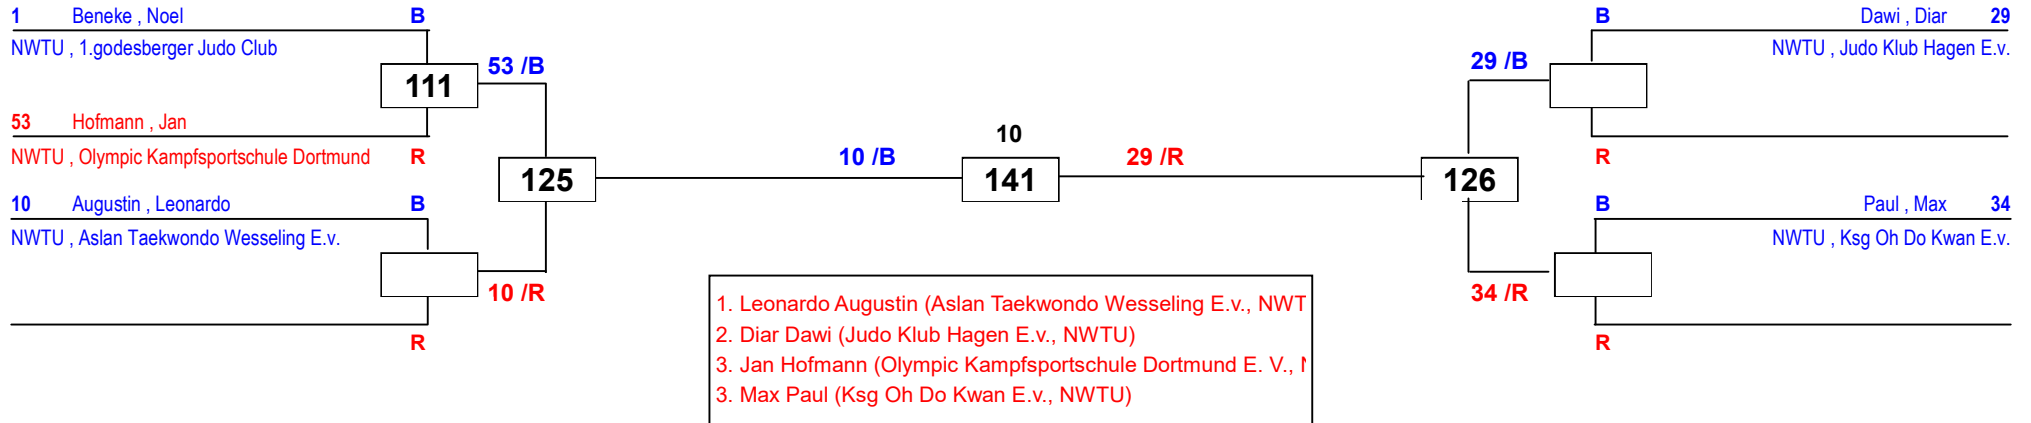 1 Beneke , Noel B
NWTU , 1.godesberger Judo Club
111
53 /B
53 Hofmann , Jan
NWTU , Olympic Kampfsportschule Dortmund R
125
10 Augustin , Leonardo B
NWTU , Aslan Taekwondo Wesseling E.v.
10 /R
R
10 /B
10
141
29 /R
B Dawi , Diar 29
NWTU , Judo Klub Hagen E.v.
29 /B
R
126
B Paul , Max 34
NWTU , Ksg Oh Do Kwan E.v.
34 /R
R
1. Leonardo Augustin (Aslan Taekwondo Wesseling E.v., NWT
2. Diar Dawi (Judo Klub Hagen E.v., NWTU)
3. Jan Hofmann (Olympic Kampfsportschule Dortmund E. V.,
3. Max Paul (Ksg Oh Do Kwan E.v., NWTU)